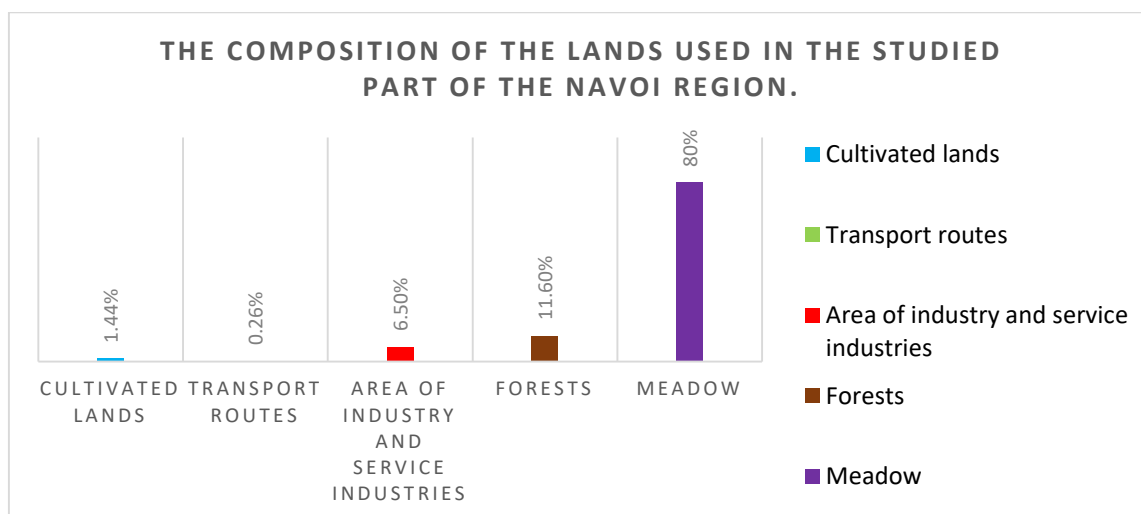 THE COMPOSITION OF THE LANDS USED IN THE STUDIED
PART OF THE NAVOI REGION.
1.44%
0.26%
6.50%
11.60%
80%
CULTIVATED
LANDS
TRANSPORT
ROUTES
AREA OF
INDUSTRY
AND
SERVICE
INDUSTRIES
FORESTS
MEADOW
Cultivated lands
Transport routes
Area of industry and service
industries
Forests
Meadow